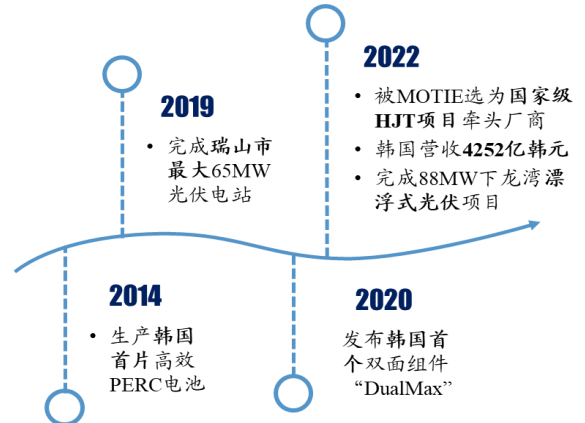 2019
• 完成瑞山市
最大65MW
光伏电站
2022
• 被MOTIE选为国家级
HJT项目牵头厂商
• 韩国营收4252亿韩元
• 完成88MW下龙湾漂
浮式光伏项目
2014
• 生产韩国
首片高效
PERC电池
2020
发布韩国首
个双面组件
“DualMax”